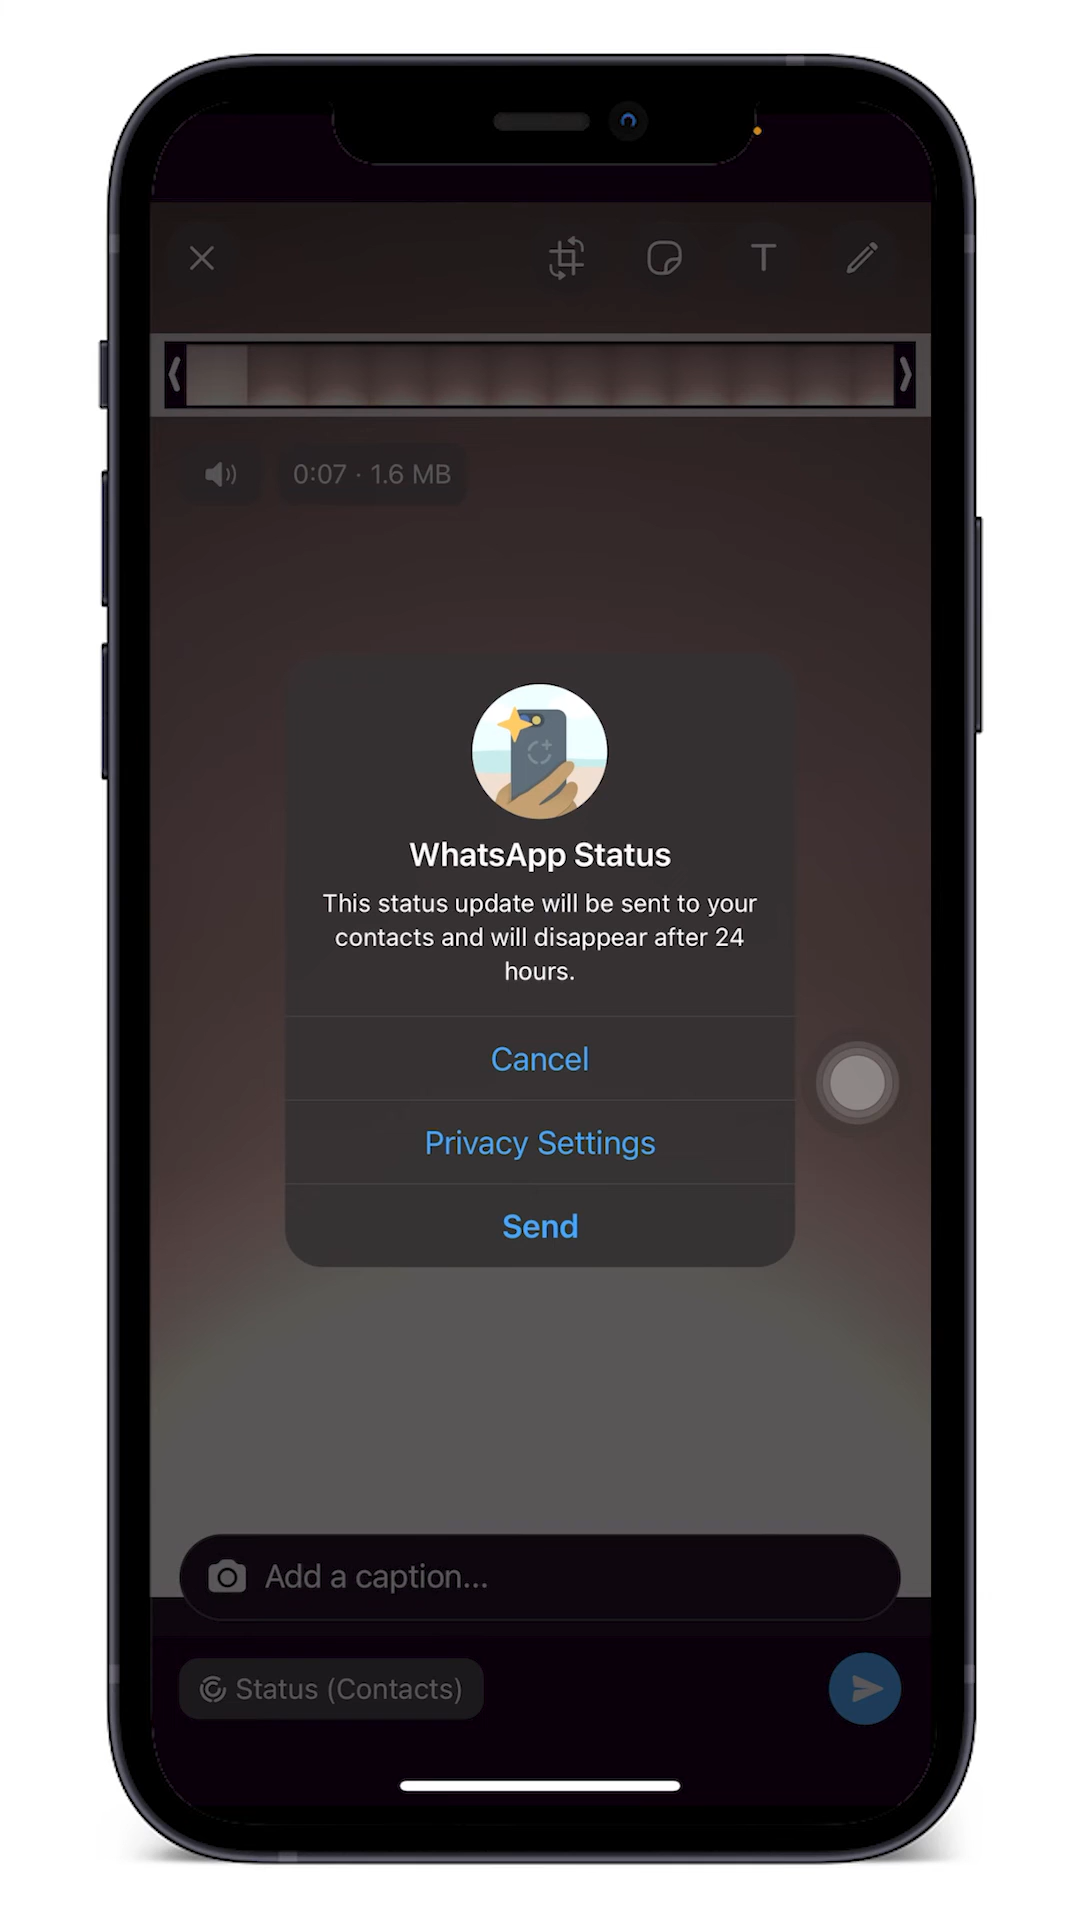 T
0:07 · 1.6 MB
WhatsApp Status
This status update will be sent to your
contacts and will disappear after 24
hours.
Cancel
Privacy Settings
Send
Add a caption...
Status (Contacts)